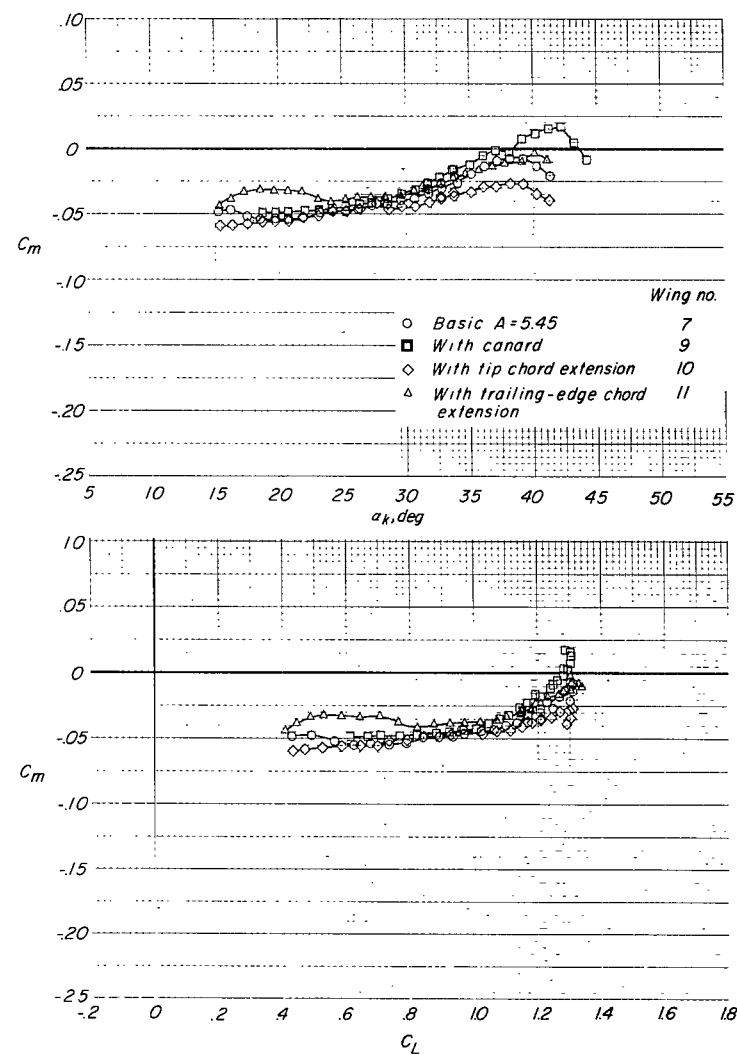 .10
.05
0
-.05
C_m
-.10
Wing no.
Basic A = 5.45 7
With canard 9
With tip chord extension 10
With trailing-edge chord 11
extension
-.15
-.20
-.25
5 10 15 20 25 30 35 40 45 50 55
α_k, deg
.10
.05
0
-.05
C_m
-.10
-.15
-.20
-.25
-.2 0 .2 .4 .6 .8 1.0 1.2 1.4 1.6 1.8
C_L